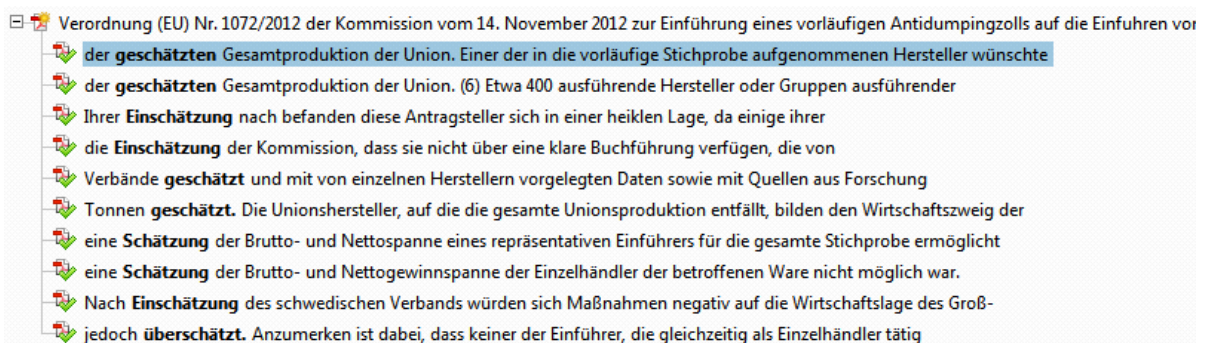 Verordnung (EU) Nr. 1072/2012 der Kommission vom 14. November 2012 zur Einführung eines vorläufigen Antidumpingzolls auf die Einfuhren vor
der geschätzten Gesamtproduktion der Union. Einer der in die vorläufige Stichprobe aufgenommenen Hersteller wünschte
der geschätzten Gesamtproduktion der Union. (6) Etwa 400 ausführende Hersteller oder Gruppen ausführender
Ihrer Einschätzung nach befanden diese Antragsteller sich in einer heiklen Lage, da einige ihrer
die Einschätzung der Kommission, dass sie nicht über eine klare Buchführung verfügen, die von
Verbände geschätzt und mit von einzelnen Herstellern vorgelegten Daten sowie mit Quellen aus Forschung
Tonnen geschätzt. Die Unionshersteller, auf die die gesamte Unionsproduktion entfällt, bilden den Wirtschaftszweig der
eine Schätzung der Brutto- und Nettospanne eines repräsentativen Einführers für die gesamte Stichprobe ermöglicht
eine Schätzung der Brutto- und Nettogewinnspanne der Einzelhändler der betroffenen Ware nicht möglich war.
Nach Einschätzung des schwedischen Verbands würden sich Maßnahmen negativ auf die Wirtschaftslage des Groß-
jedoch überschätzt. Anzumerken ist dabei, dass keiner der Einführer, die gleichzeitig als Einzelhändler tätig